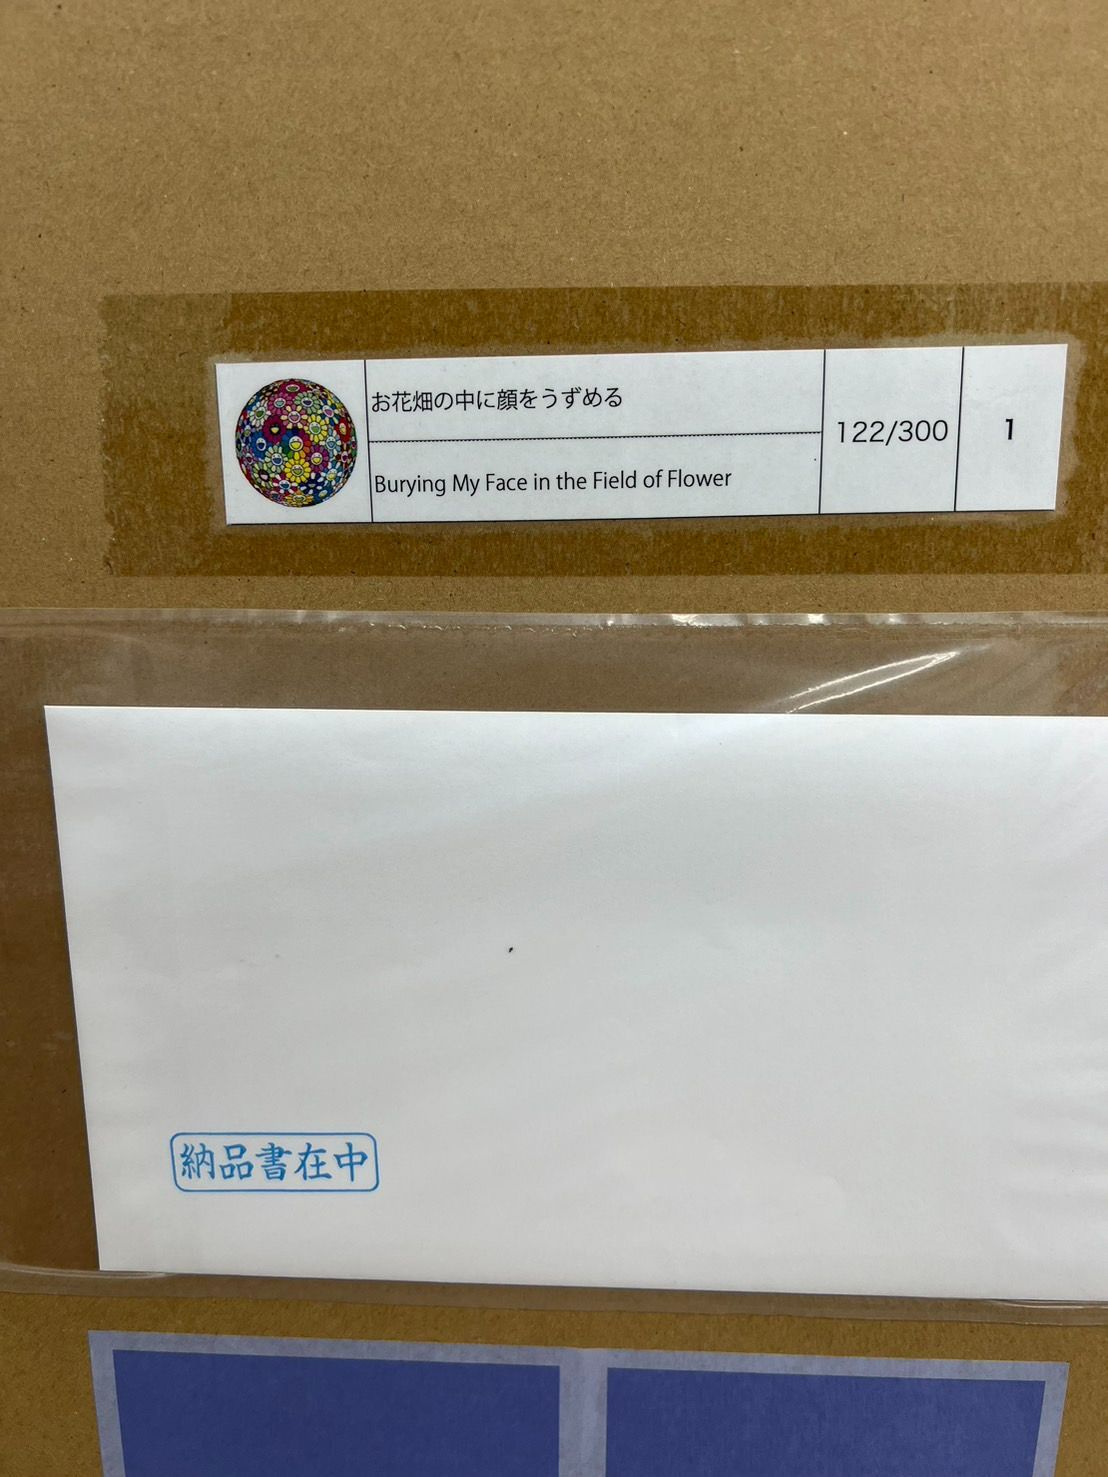 お花畑の中に顔をうずめる
Burying My Face in the Field of Flower
122/300
1
納品書在中